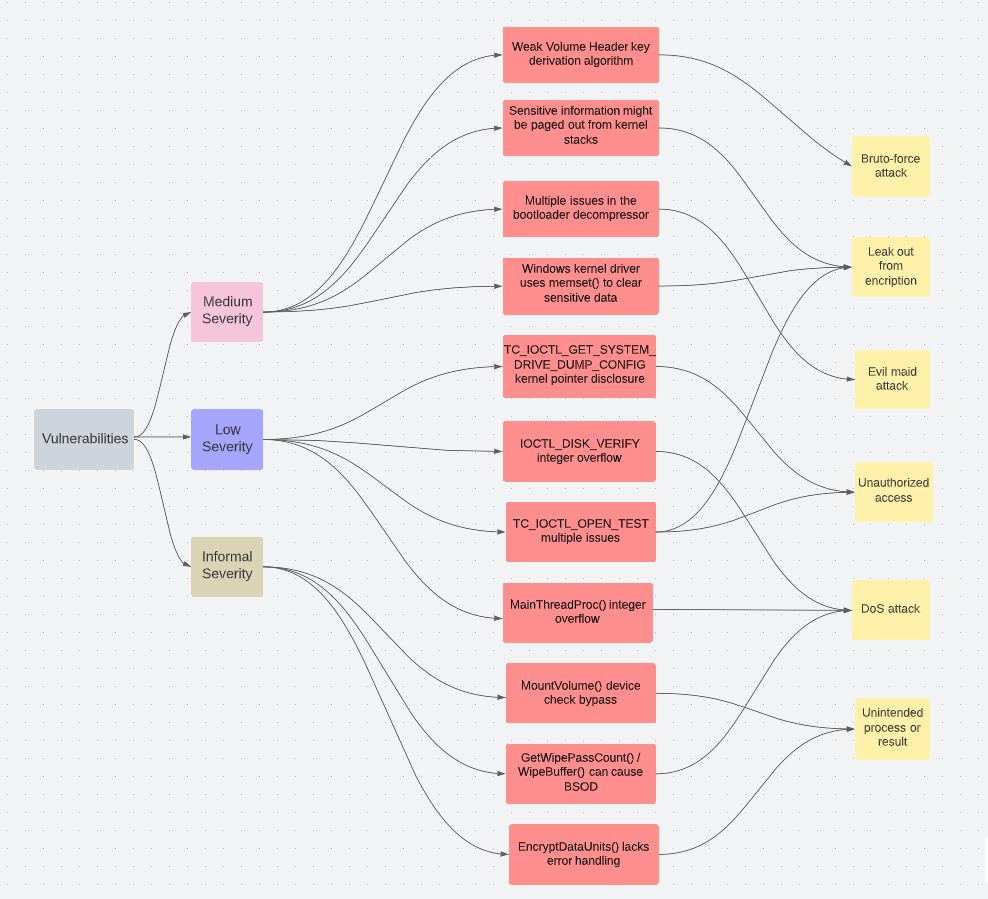 Weak Volume Header key
derivation algorithm
Sensitive information might
be paged out from kernel
stacks
Bruto-force
attack
Multiple issues in the
bootloader decompressor
Leak out
from
encription
Windows kernel driver
uses memset() to clear
sensitive data
Medium
Severity
TC_IOCTL_GET_SYSTEM_
DRIVE_DUMP_CONFIG
kernel pointer disclosure
Evil maid
attack
Vulnerabilities
Low
Severity
IOCTL_DISK_VERIFY
integer overflow
Unauthorized
access
TC_IOCTL_OPEN_TEST
multiple issues
Informal
Severity
MainThreadProc() integer
overflow
DoS attack
MountVolume() device
check bypass
Unintended
process or
result
GetWipePassCount() /
WipeBuffer() can cause
BSOD
EncryptDataUnits() lacks
error handling